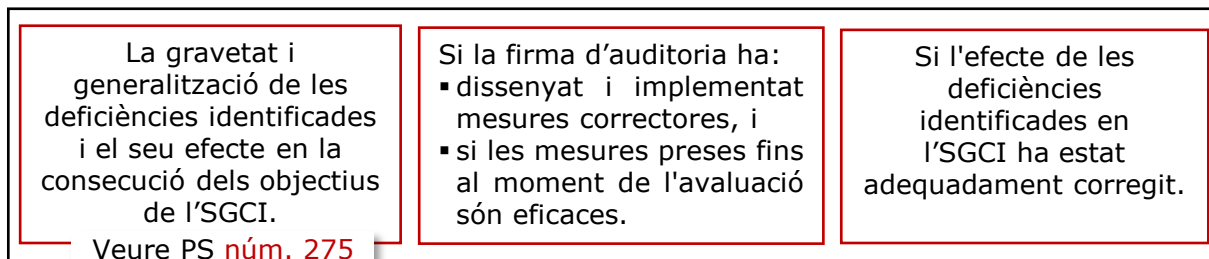 La gravetat i
generalització de les
deficiències identificades
i el seu efecte en la
consecució dels objectius
de l’SGCI.
Veure PS núm. 275
Si la firma d’auditoria ha:
▪ dissenyat i implementat
mesures correctores, i
▪ si les mesures preses fins
al moment de l'avaluació
són eficaces.
Si l'efecte de les
deficiències
identificades en
l’SGCI ha estat
adequadament corregit.